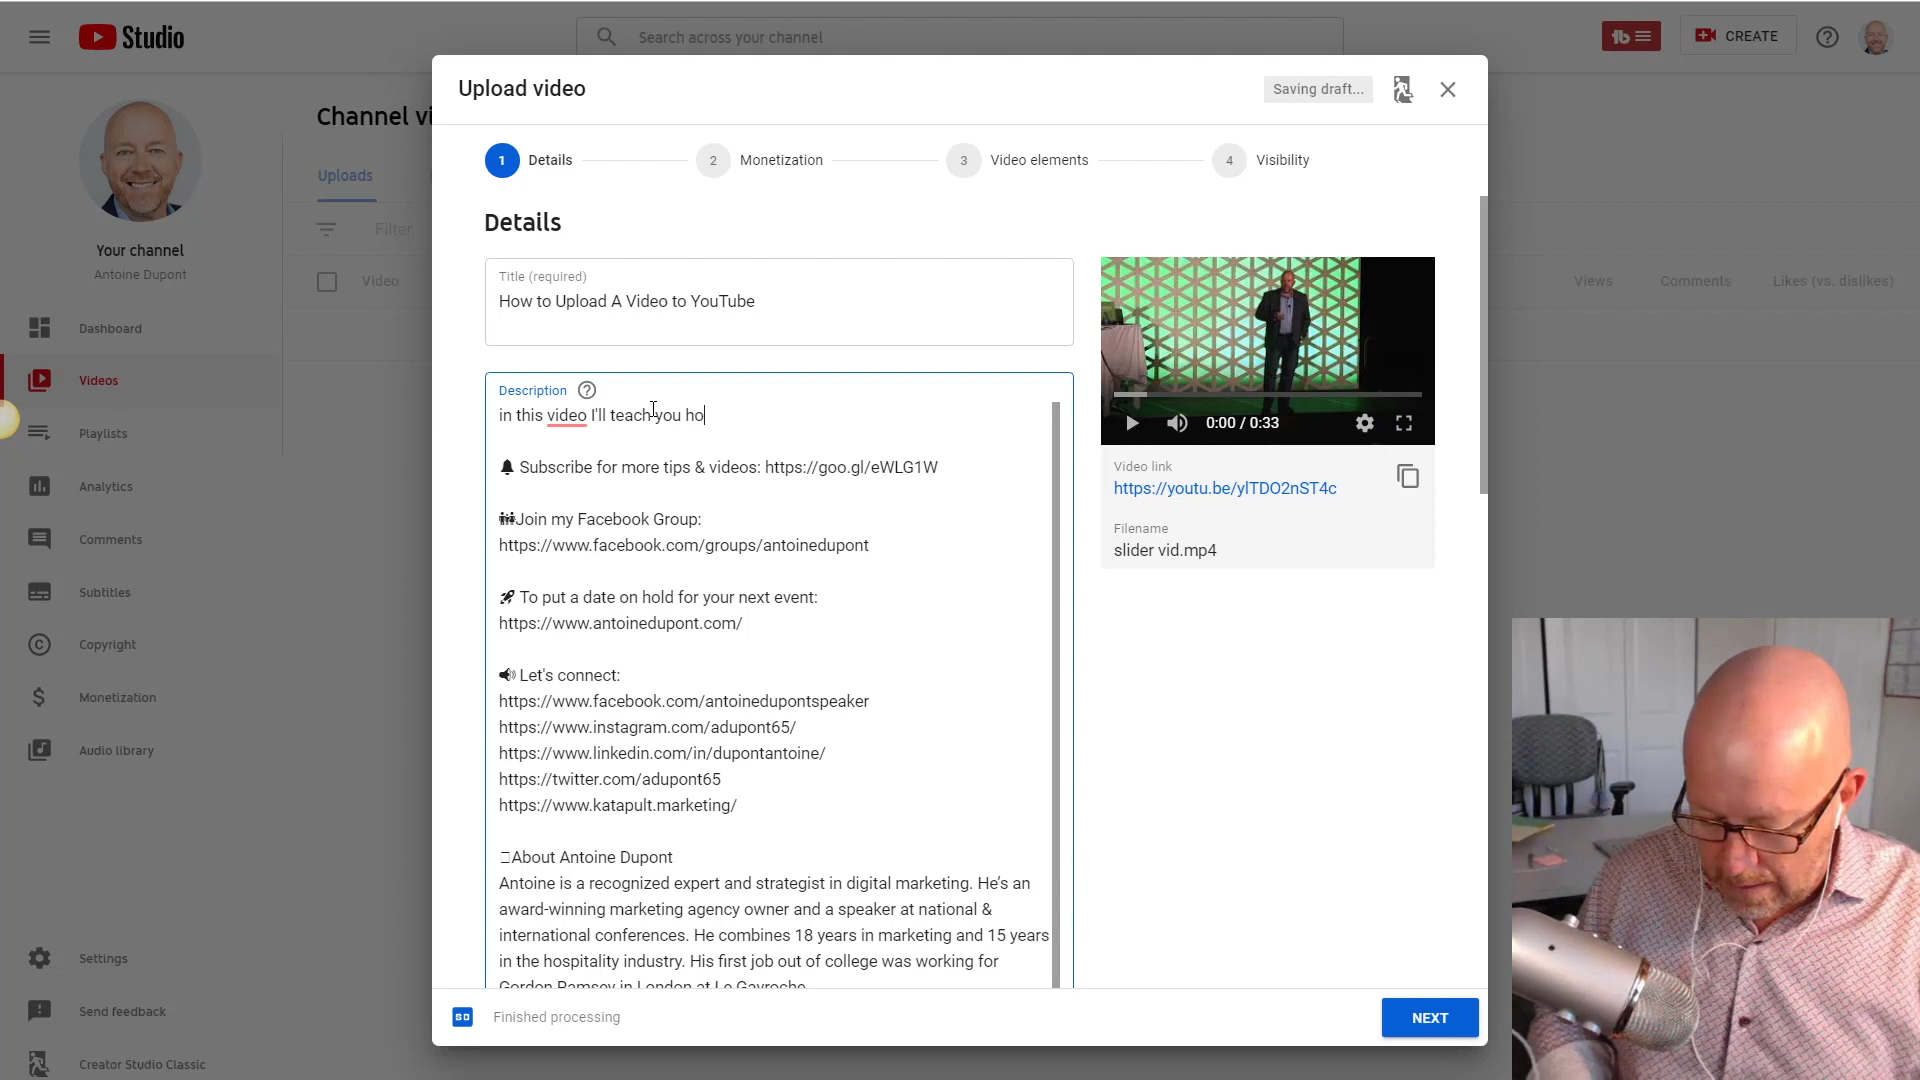 Studio
Search across your channel
CREATE
Upload video
Saving draft...
Channel vi
1 Details
2 Monetization
3 Video elements
4 Visibility
Uploads
Details
Filter
Your channel
Antoine Dupont
Title (required)
How to Upload A Video to YouTube
Video
Views
Comments
Likes (vs. dislikes)
Dashboard
Videos
Playlists
Analytics
Comments
Subtitles
Copyright
Monetization
Audio library
Settings
Send feedback
Creator Studio Classic
Description
in this video I'll teach you ho
Subscribe for more tips & videos: https://goo.gl/eWLG1W
Join my Facebook Group:
https://www.facebook.com/groups/antoinedupont
To put a date on hold for your next event:
https://www.antoinedupont.com/
Let's connect:
https://www.facebook.com/antoinedupontspeaker
https://www.instagram.com/adupont65/
https://www.linkedin.com/in/dupontantoine/
https://twitter.com/adupont65
https://www.katapult.marketing/
About Antoine Dupont
Antoine is a recognized expert and strategist in digital marketing. He’s an
award-winning marketing agency owner and a speaker at national &
international conferences. He combines 18 years in marketing and 15 years
in the hospitality industry. His first job out of college was working for
Gordon Ramsey in London at Le Gavroche
0:00 / 0:33
Video link
https://youtu.be/ylTDO2nST4c
Filename
slider vid.mp4
SD
Finished processing
NEXT